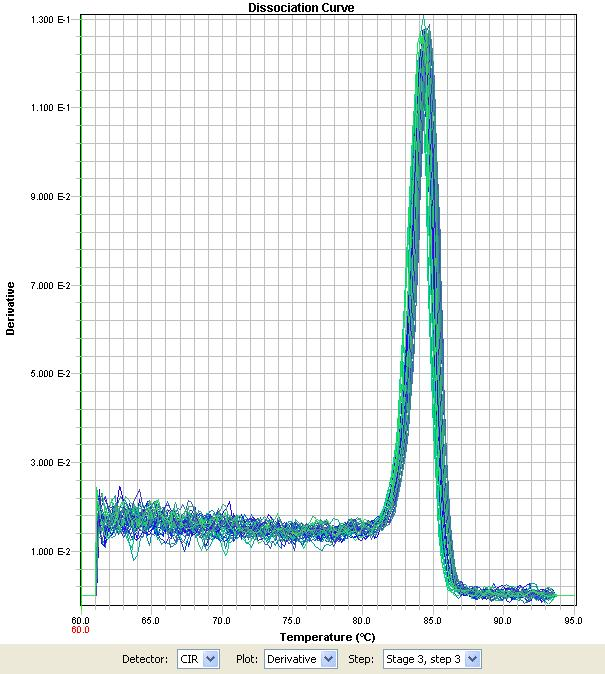 Dissociation Curve
1.300 E-1
1.100 E-1
9.000 E-2
7.000 E-2
5.000 E-2
3.000 E-2
1.000 E-2
Derivative
60.0 65.0 70.0 75.0 80.0 85.0 90.0 95.0
60.0
Temperature (°C)
Detector: CIR Plot: Derivative Step: Stage 3, step 3